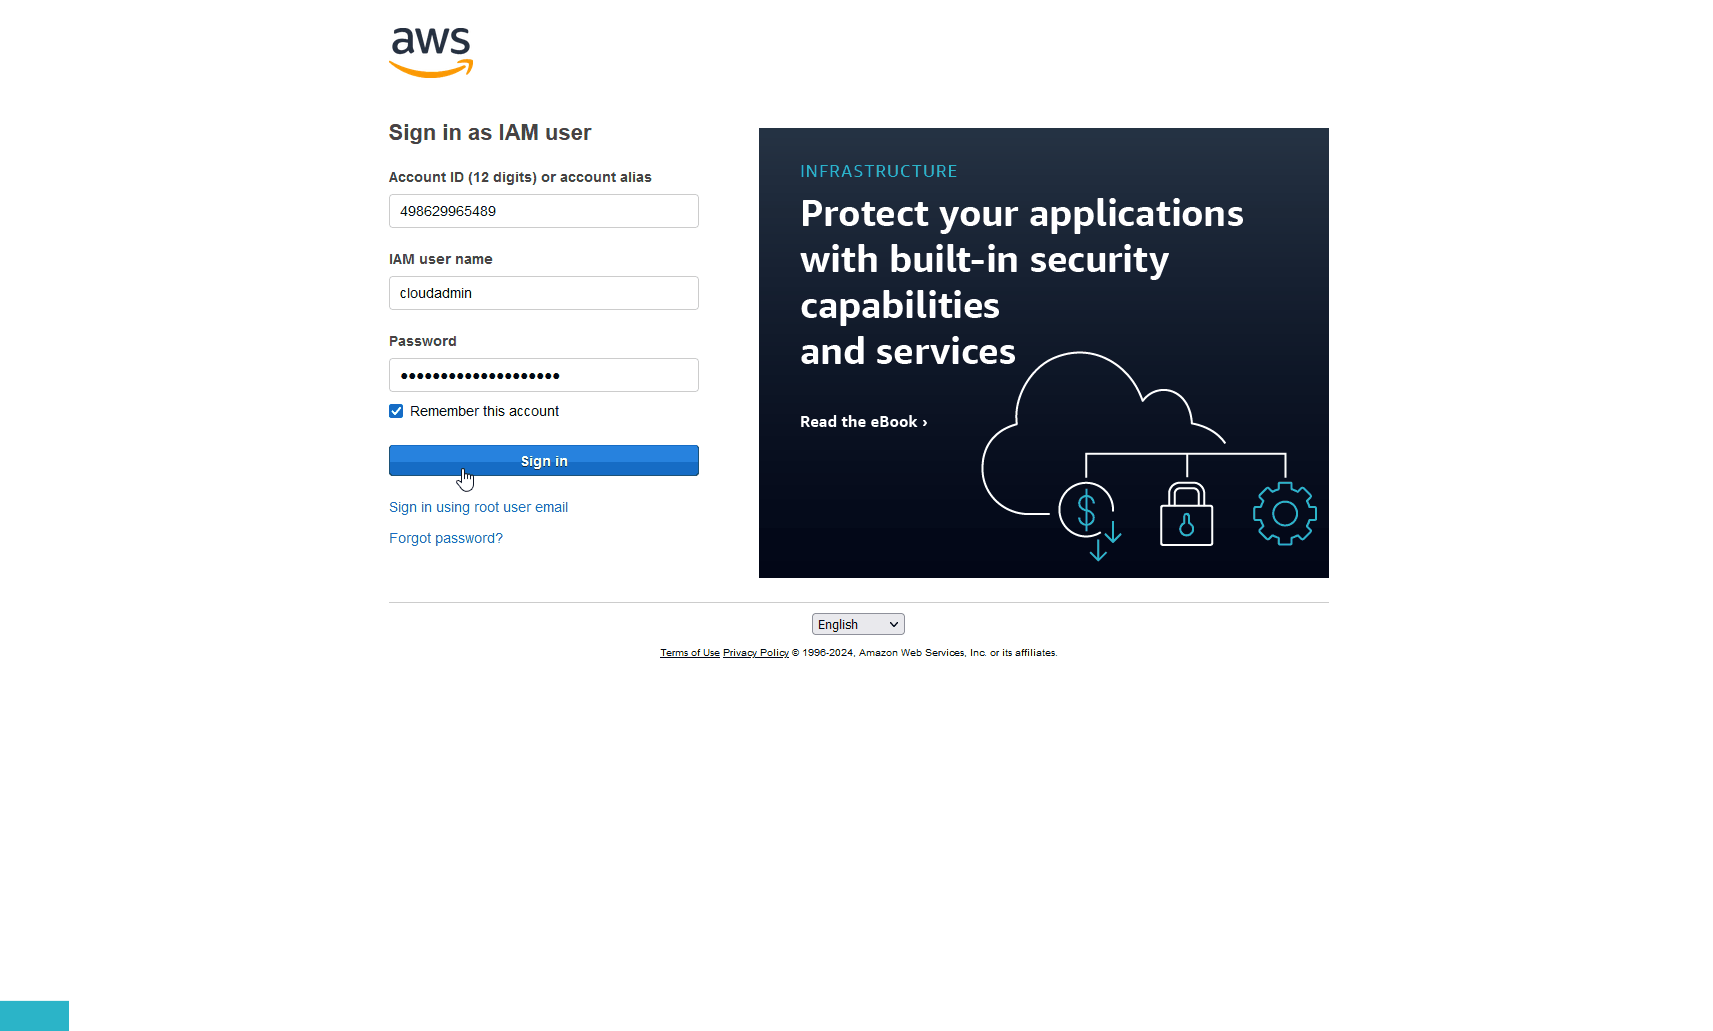 aws
Sign in as IAM user
Account ID (12 digits) or account alias
498629965489
IAM user name
cloudadmin
Password
●●●●●●●●●●●●●●●●●●●●
Remember this account
Sign in
Sign in using root user email
Forgot password?
INFRASTRUCTURE
Protect your applications
with built-in security
capabilities
and services
Read the eBook ›
$
English
Terms of Use Privacy Policy © 1996-2024, Amazon Web Services, Inc. or its affiliates.